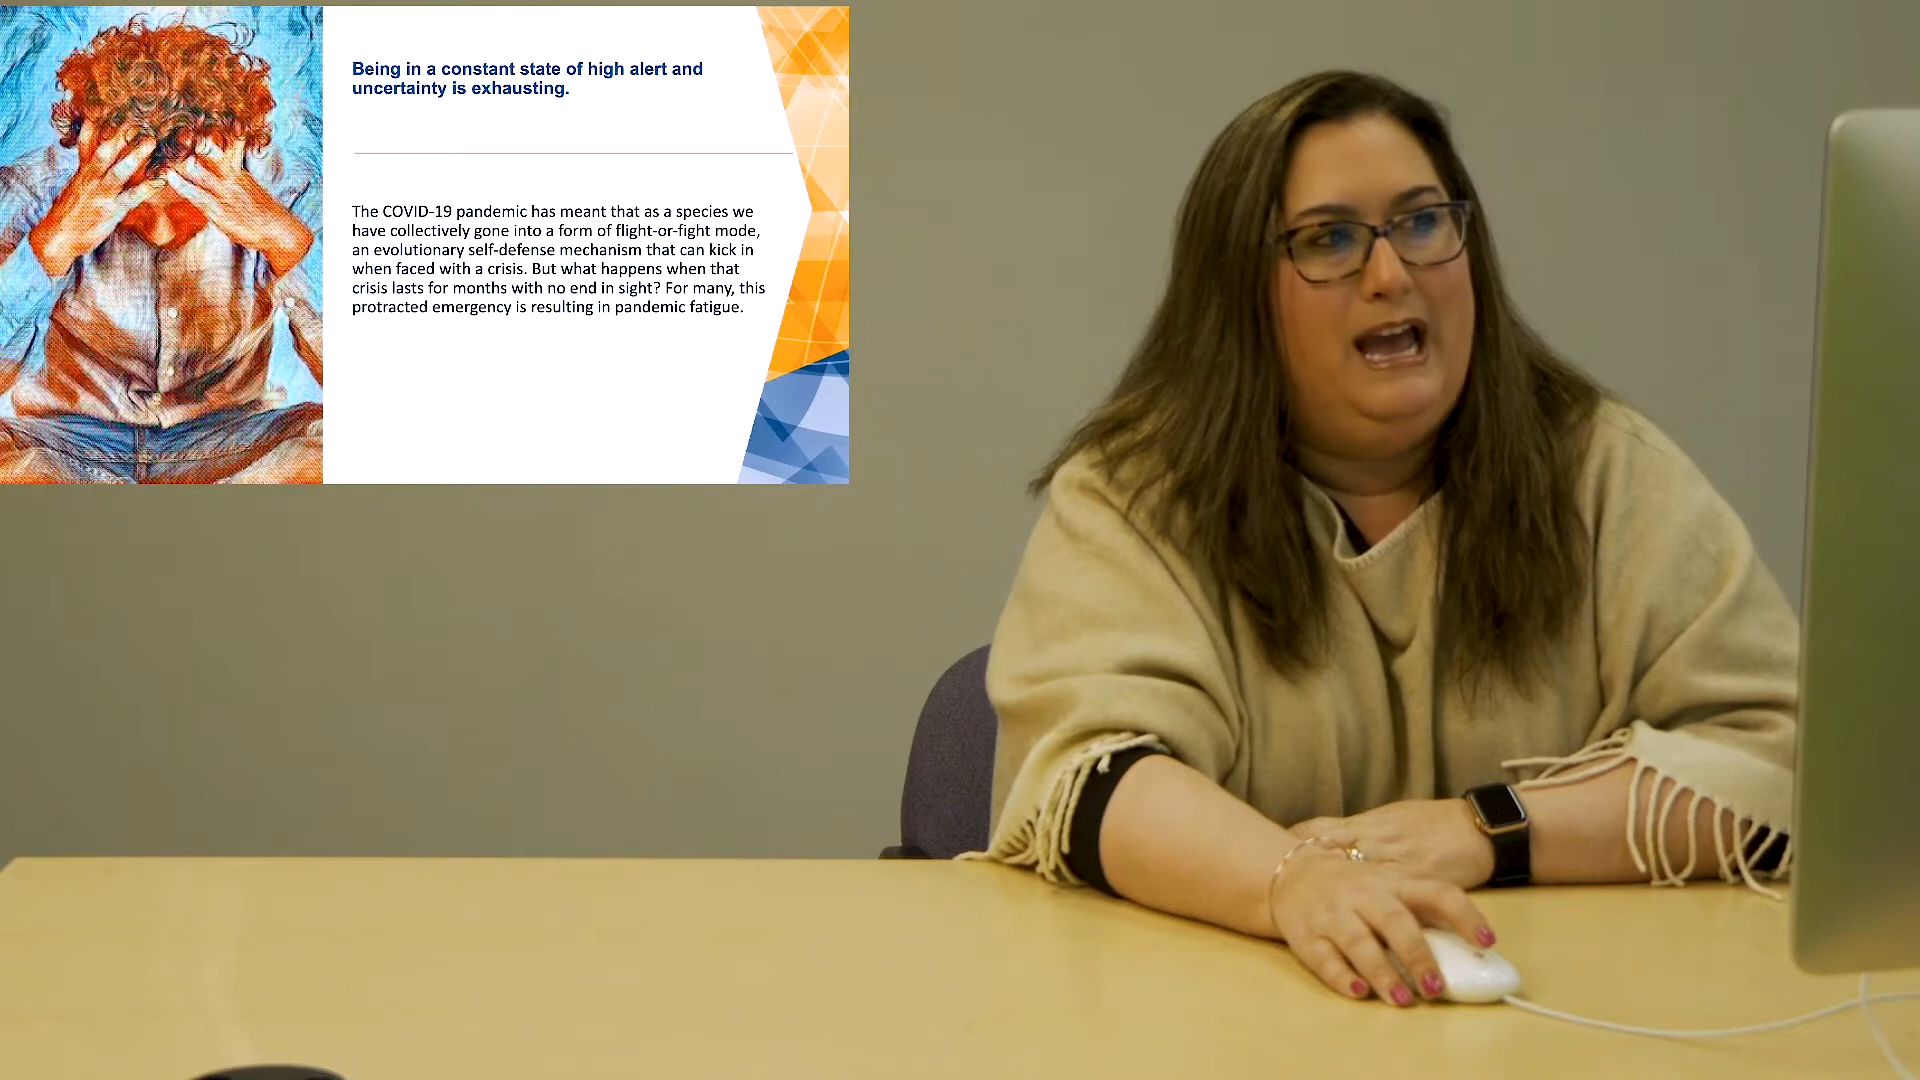 Being in a constant state of high alert and
uncertainty is exhausting.
The COVID-19 pandemic has meant that as a species we
have collectively gone into a form of flight-or-fight mode,
an evolutionary self-defense mechanism that can kick in
when faced with a crisis. But what happens when that
crisis lasts for months with no end in sight? For many, this
protracted emergency is resulting in pandemic fatigue.